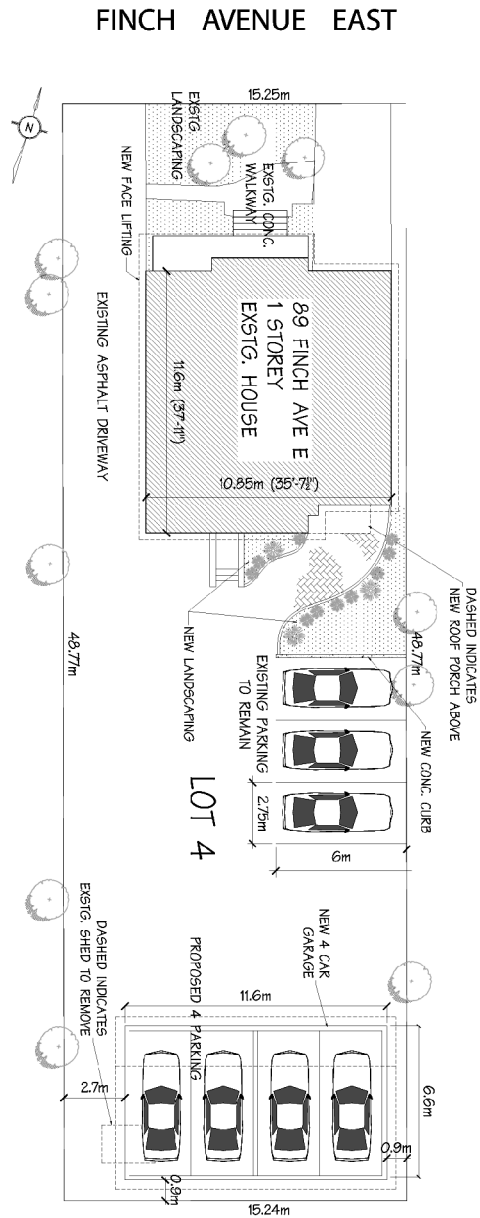 FINCH AVENUE EAST
15.25m
N
EXSTG.
LANDSCAPING
EXSTG. CONC.
WALKWAY
NEW FACE LIFTING
EXISTING ASPHALT DRIVEWAY
89 FINCH AVE E
1 STOREY
EXSTG. HOUSE
11.6m (37'-11")
10.85m (35'-7½")
DASHED INDICATES
NEW ROOF PORCH ABOVE
48.77m
48.77m
NEW LANDSCAPING
EXISTING PARKING
TO REMAIN
NEW CONC. CURB
2.75m
6m
LOT 4
NEW 4 CAR
GARAGE
DASHED INDICATES
EXSTG. SHED TO REMOVE
PROPOSED 4 PARKING
11.6m
6.6m
2.7m
0.9m
0.9m
15.24m